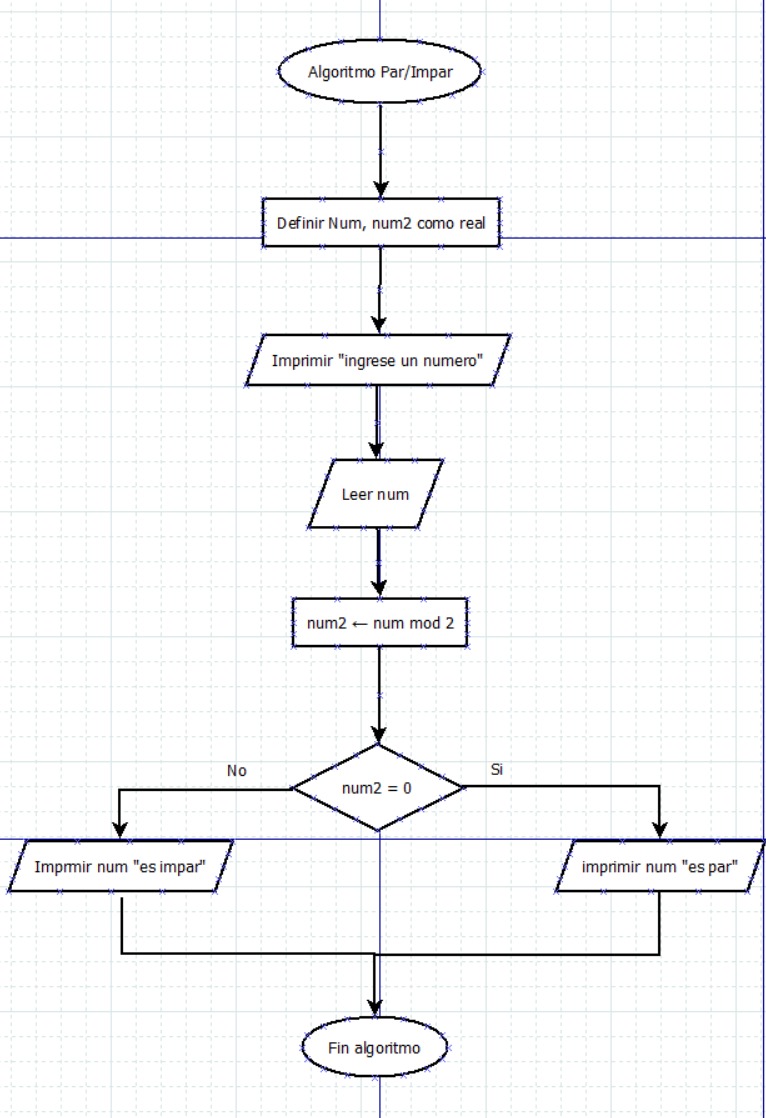 Algoritmo Par/Impar
Definir Num, num2 como real
Imprimir "ingrese un numero"
Leer num
num2 ← num mod 2
num2 = 0
No
Si
Imprmir num "es impar"
imprimir num "es par"
Fin algoritmo